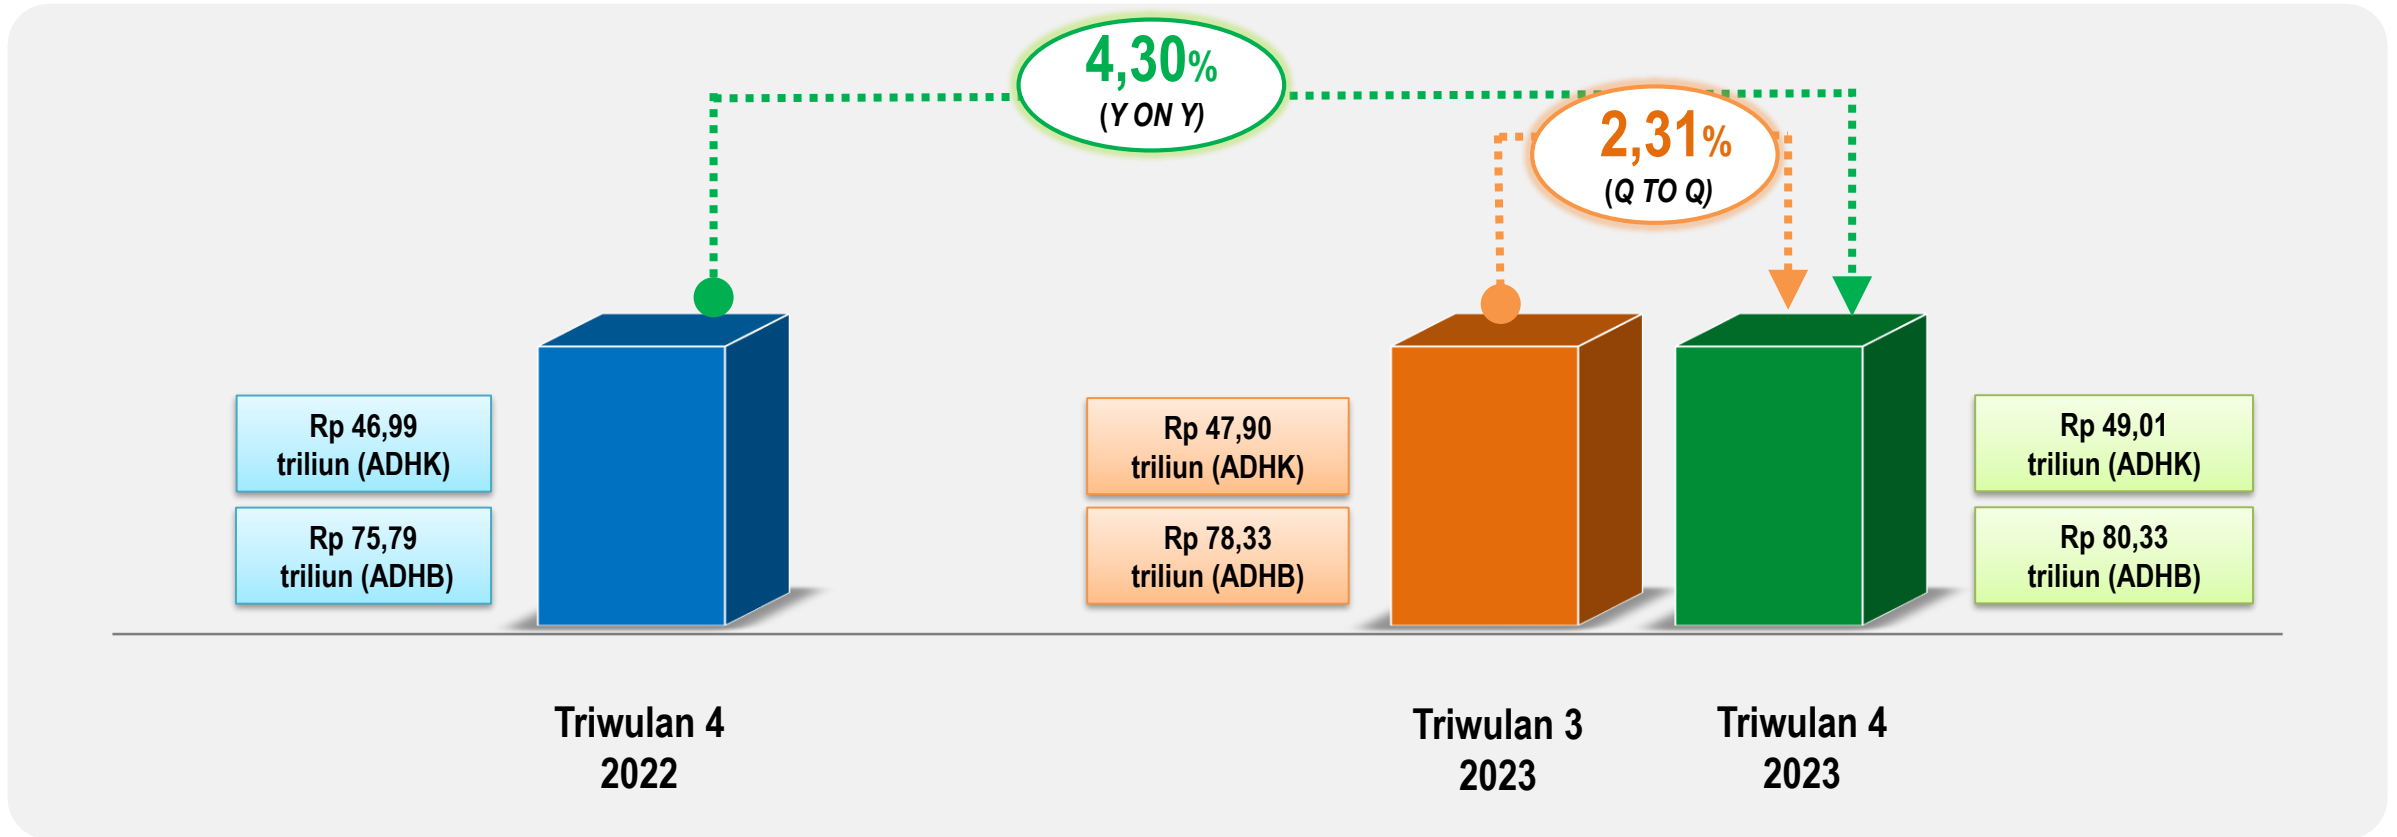 4,30%
(Y ON Y)
2,31%
(Q TO Q)
Rp 46,99
triliun (ADHK)
Rp 75,79
triliun (ADHB)
Rp 47,90
triliun (ADHK)
Rp 78,33
triliun (ADHB)
Rp 49,01
triliun (ADHK)
Rp 80,33
triliun (ADHB)
Triwulan 4
2022
Triwulan 3
2023
Triwulan 4
2023